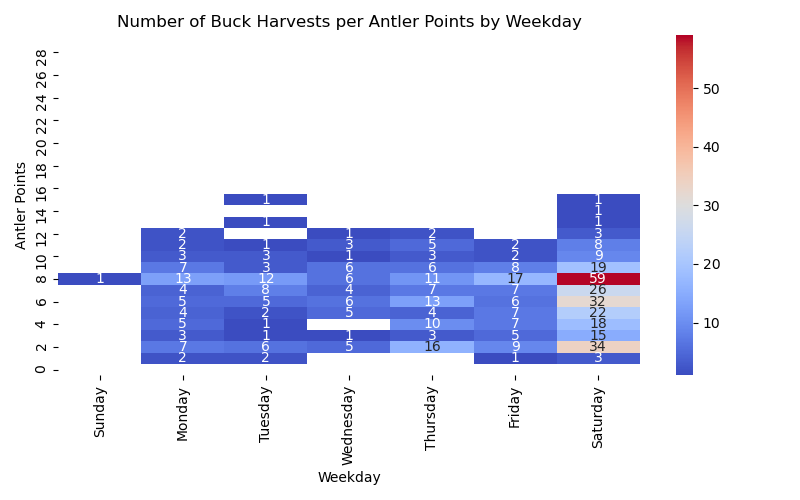 Number of Buck Harvests per Antler Points by Weekday
28
26
24
22
20
18
16
1 1
14 1
1 1
12 2 1 2 3
2 1 3 5 2 8
10 3 3 1 3 2 9
7 3 6 6 8 19
8 1 13 12 6 11 17 59
4 8 4 7 7 26
6 5 5 6 13 6 32
4 2 5 4 7 22
4 5 1 10 7 18
3 1 1 3 5 15
2 7 6 5 16 9 34
2 2 1 3
0
Antler Points
Sunday
Monday
Tuesday
Wednesday
Thursday
Friday
Saturday
Weekday
50
40
30
20
10